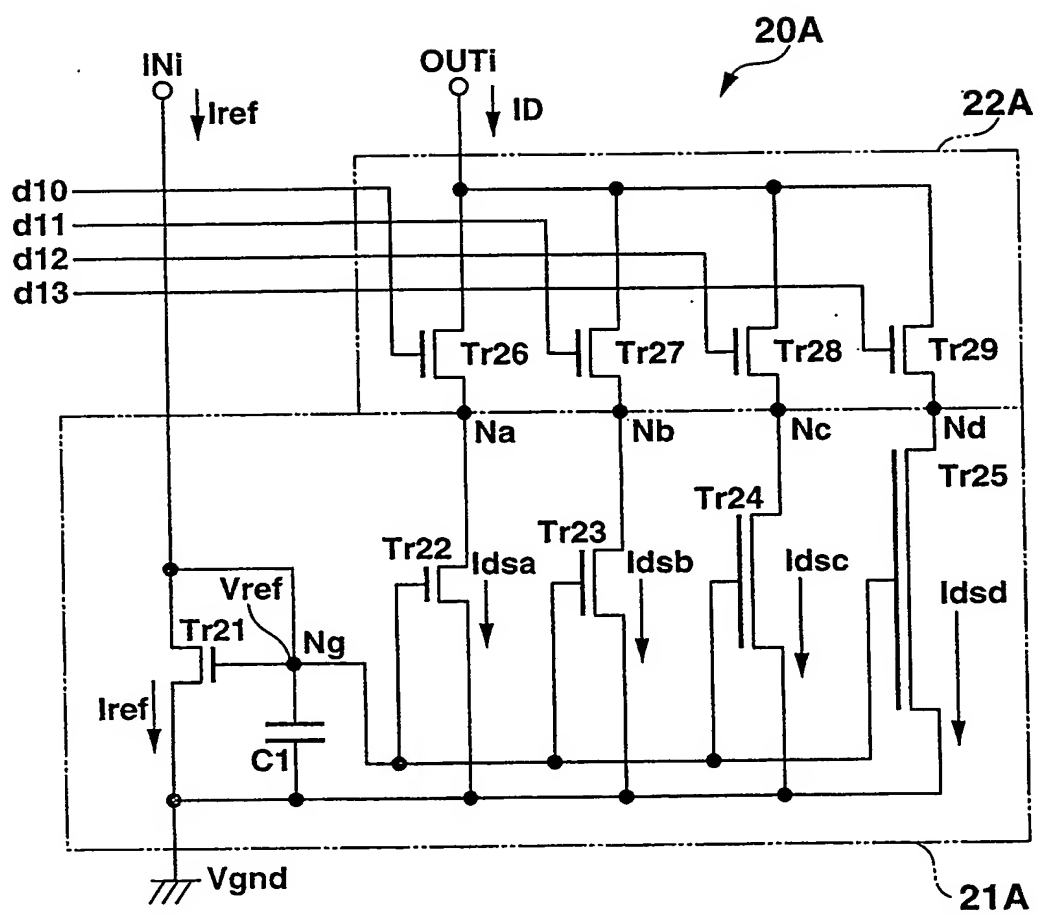 20A
INi
OUTi
Iref
ID
22A
d10
d11
d12
d13
Tr26
Tr27
Tr28
Tr29
Na
Nb
Nc
Nd
Tr25
Tr24
Tr23
Tr22
Idsa
Idsb
Idsc
Idsd
Vref
Tr21
Ng
Iref
C1
Vgnd
21A